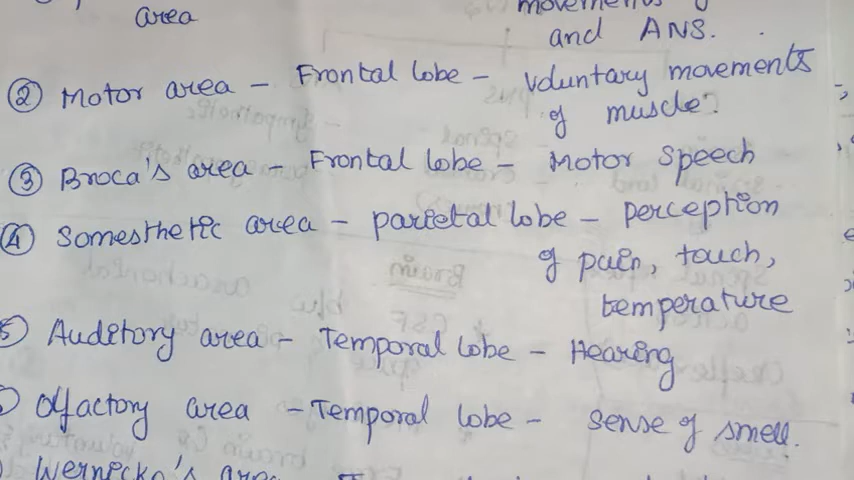 area
and ANS.
② Motor area - Frontal lobe - voluntary movements
of muscle.
③ Broca's area - Frontal lobe - Motor Speech
④ Somesthetic area - parietal lobe - perception
of pain, touch,
temperature
⑤ Auditory area - Temporal lobe - Hearing
Olfactory area - Temporal lobe - sense of smell.